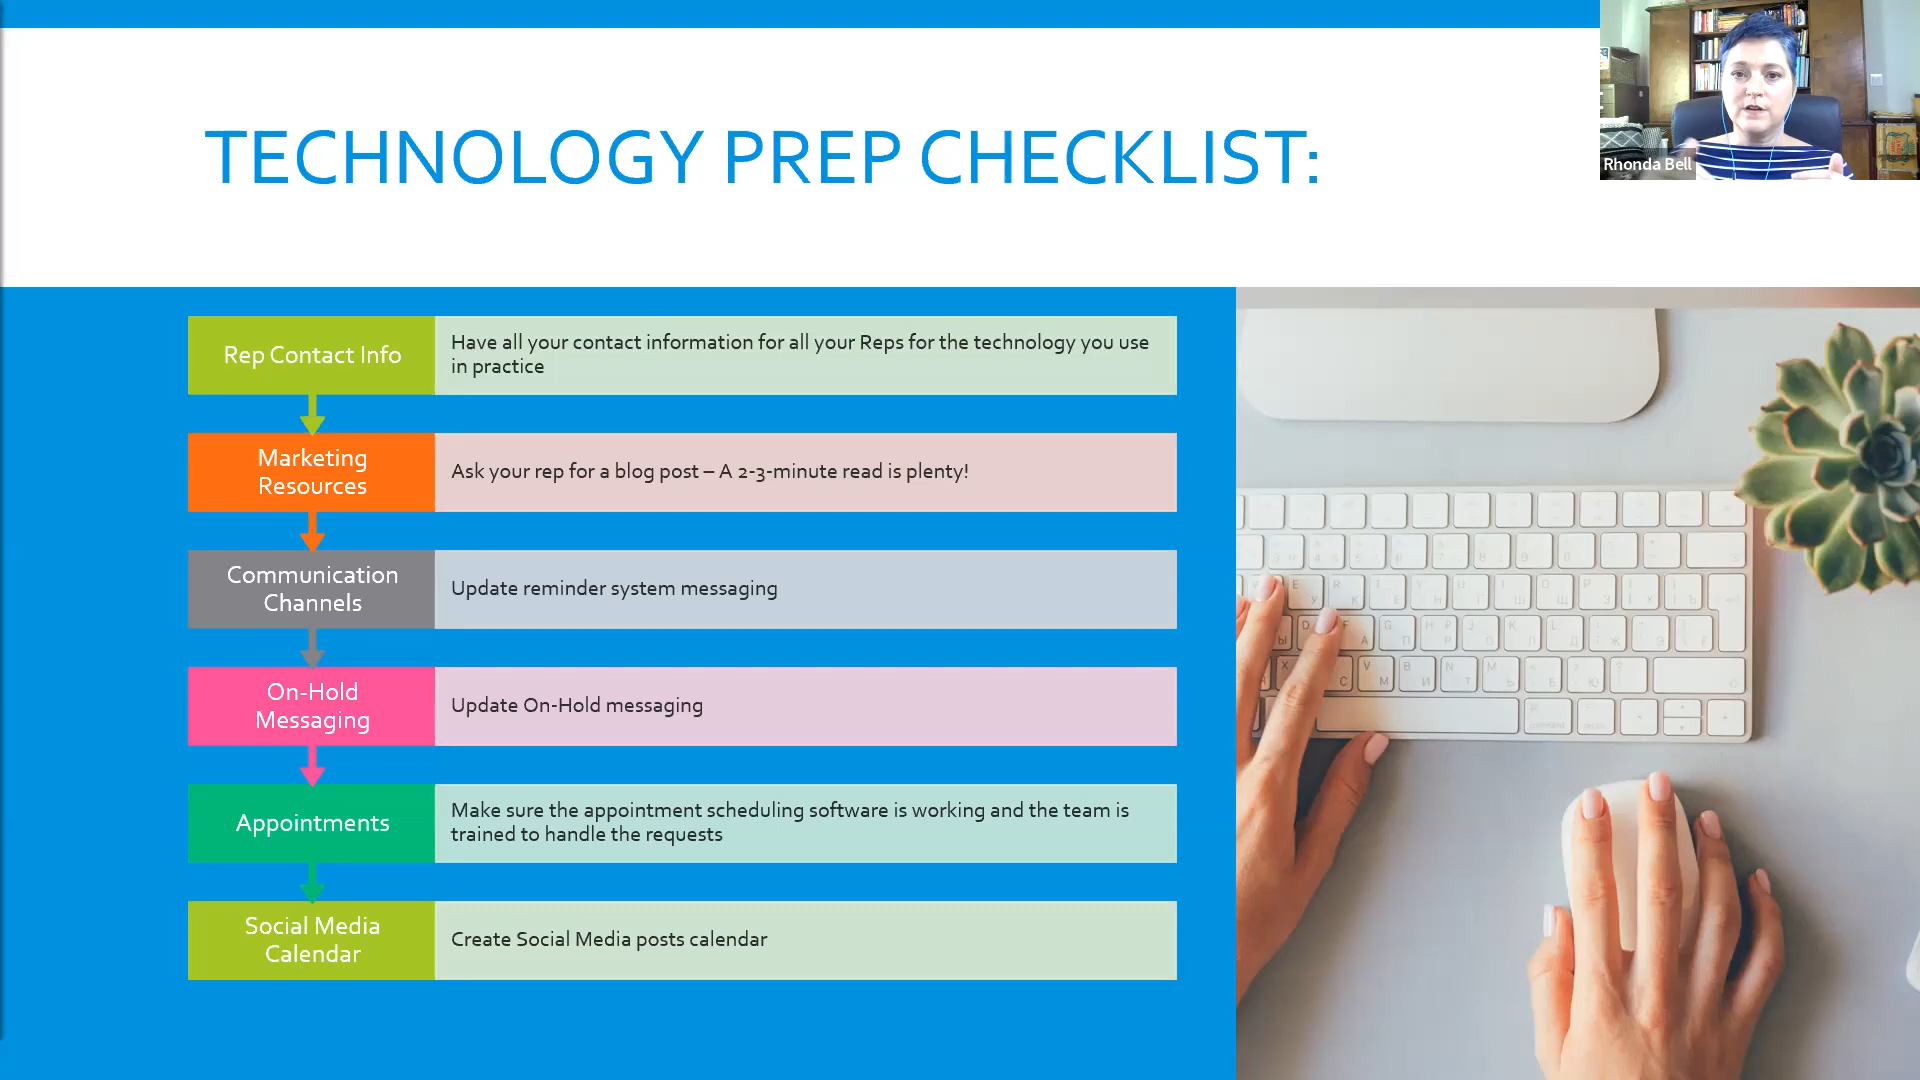 TECHNOLOGY PREP CHECKLIST:
Rhonda Bell
Rep Contact Info
Have all your contact information for all your Reps for the technology you use
in practice
Marketing
Resources
Ask your rep for a blog post – A 2-3-minute read is plenty!
Communication
Channels
Update reminder system messaging
On-Hold
Messaging
Update On-Hold messaging
Appointments
Make sure the appointment scheduling software is working and the team is
trained to handle the requests
Social Media
Calendar
Create Social Media posts calendar